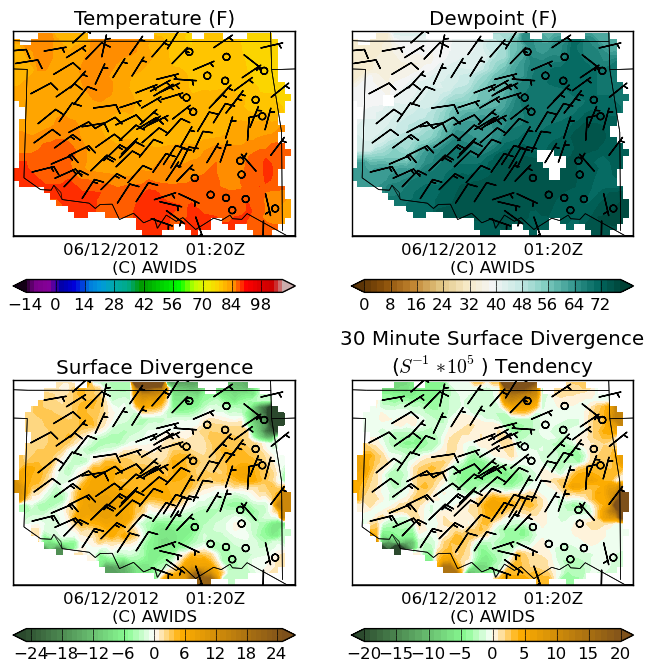 Temperature (F)
Dewpoint (F)
06/12/2012 01:20Z
(C) AWIDS
06/12/2012 01:20Z
(C) AWIDS
−14 0 14 28 42 56 70 84 98
0 8 16 24 32 40 48 56 64 72
Surface Divergence
30 Minute Surface Divergence
(S⁻¹ *10⁵ ) Tendency
06/12/2012 01:20Z
(C) AWIDS
06/12/2012 01:20Z
(C) AWIDS
−24 −18 −12 −6 0 6 12 18 24
−20 −15 −10 −5 0 5 10 15 20